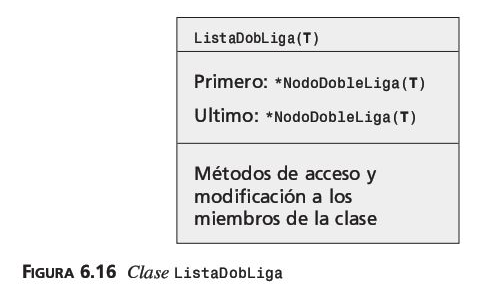 ListaDobLiga(T)
Primero: *NodoDobleLiga(T)
Ultimo: *NodoDobleLiga(T)
Métodos de acceso y
modificación a los
miembros de la clase
FIGURA 6.16 Clase ListaDobLiga